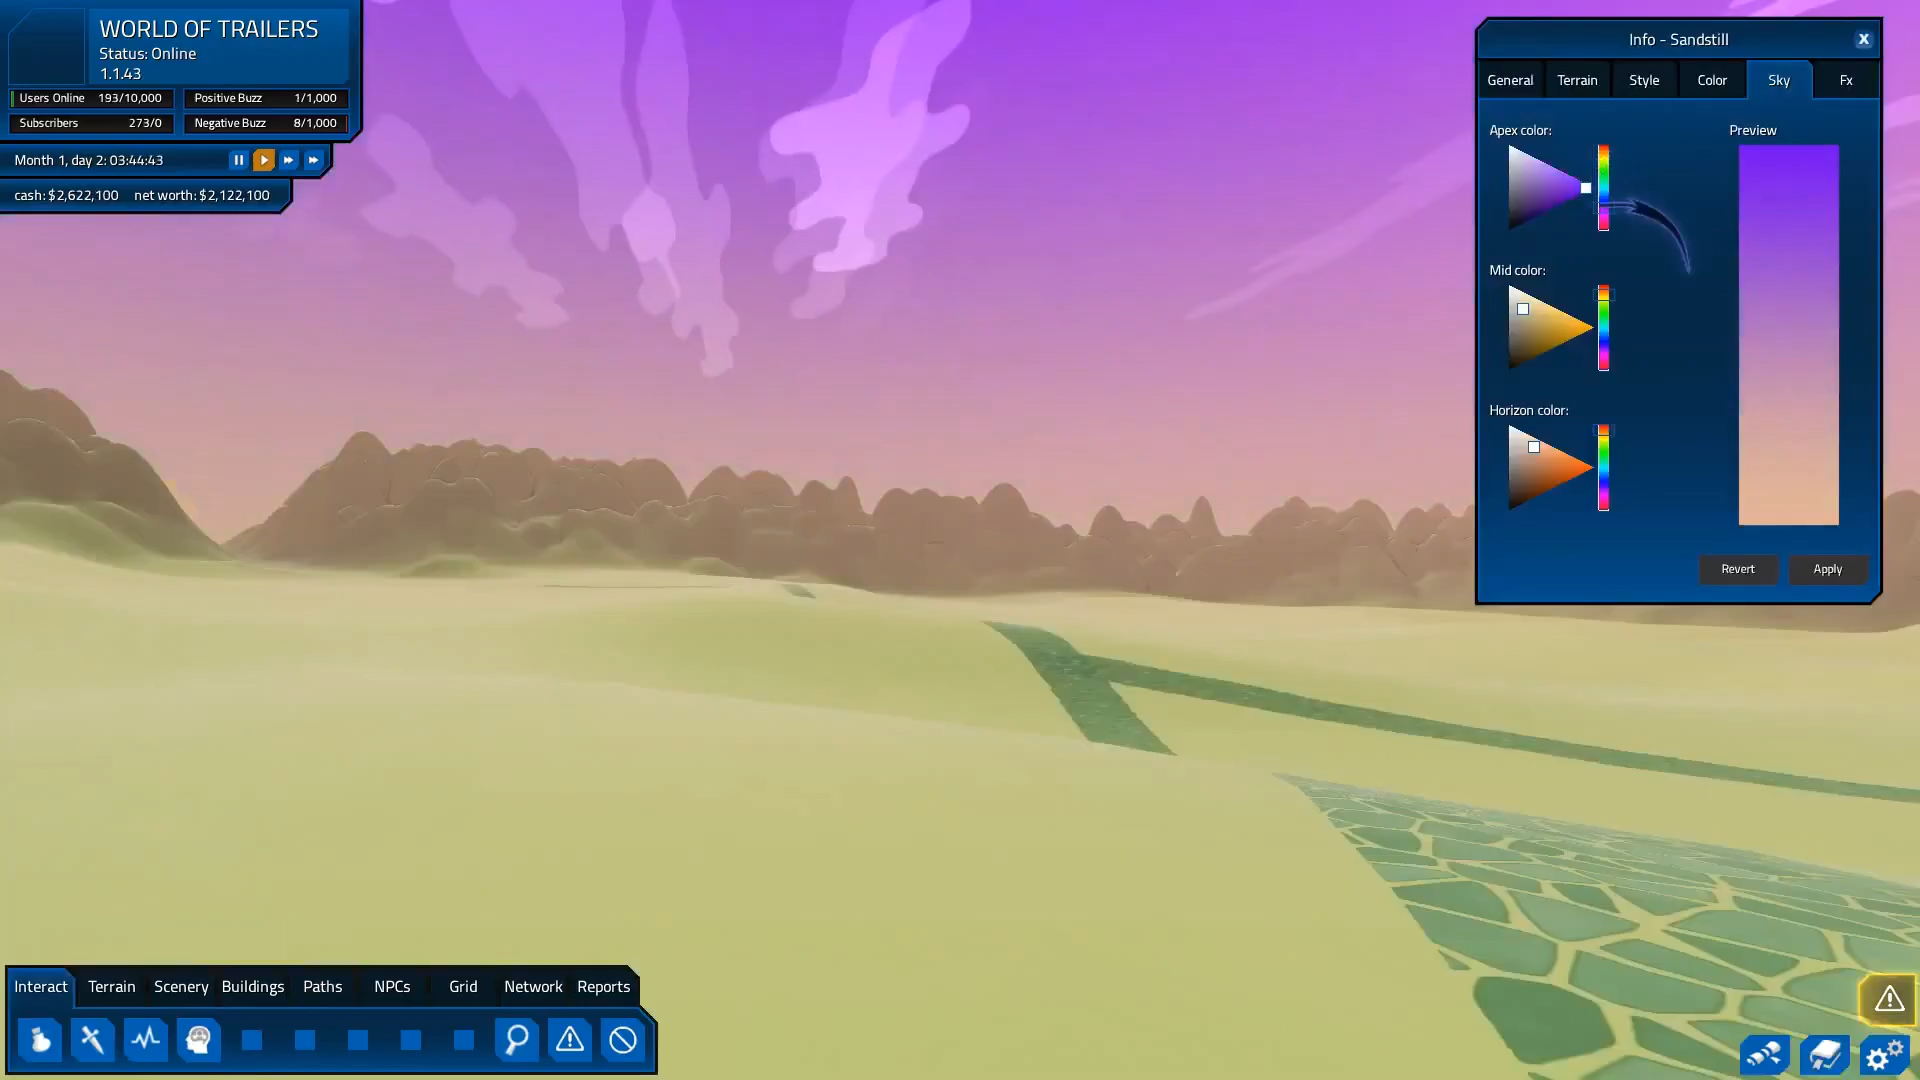 WORLD OF TRAILERS
Status: Online
1.1.43
Users Online 193/10,000
Positive Buzz 1/1,000
Subscribers 273/0
Negative Buzz 8/1,000
Month 1, day 2: 03:44:43
cash: $2,622,100 net worth: $2,122,100
Info - Sandstill
X
General Terrain Style Color Sky Fx
Apex color:
Preview
Mid color:
Horizon color:
Revert Apply
Interact Terrain Scenery Buildings Paths NPCs Grid Network Reports